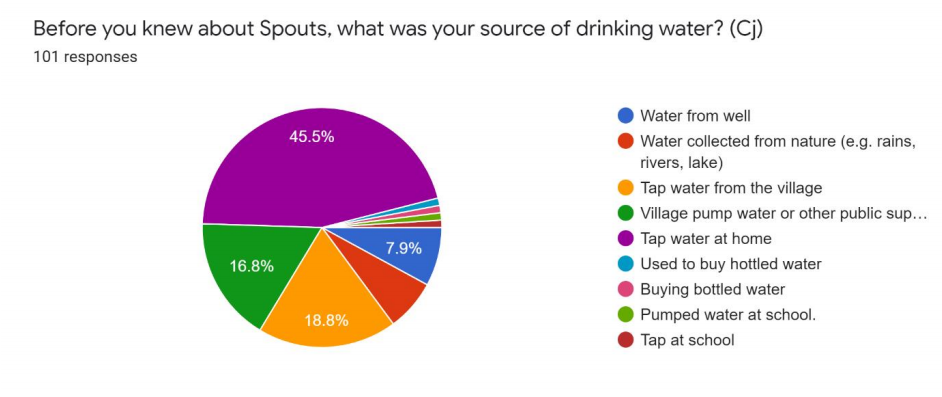 Before you knew about Spouts, what was your source of drinking water? (Cj)
101 responses
45.5%
7.9%
16.8%
18.8%
Water from well
Water collected from nature (e.g. rains,
rivers, lake)
Tap water from the village
Village pump water or other public sup…
Tap water at home
Used to buy hottled water
Buying bottled water
Pumped water at school.
Tap at school